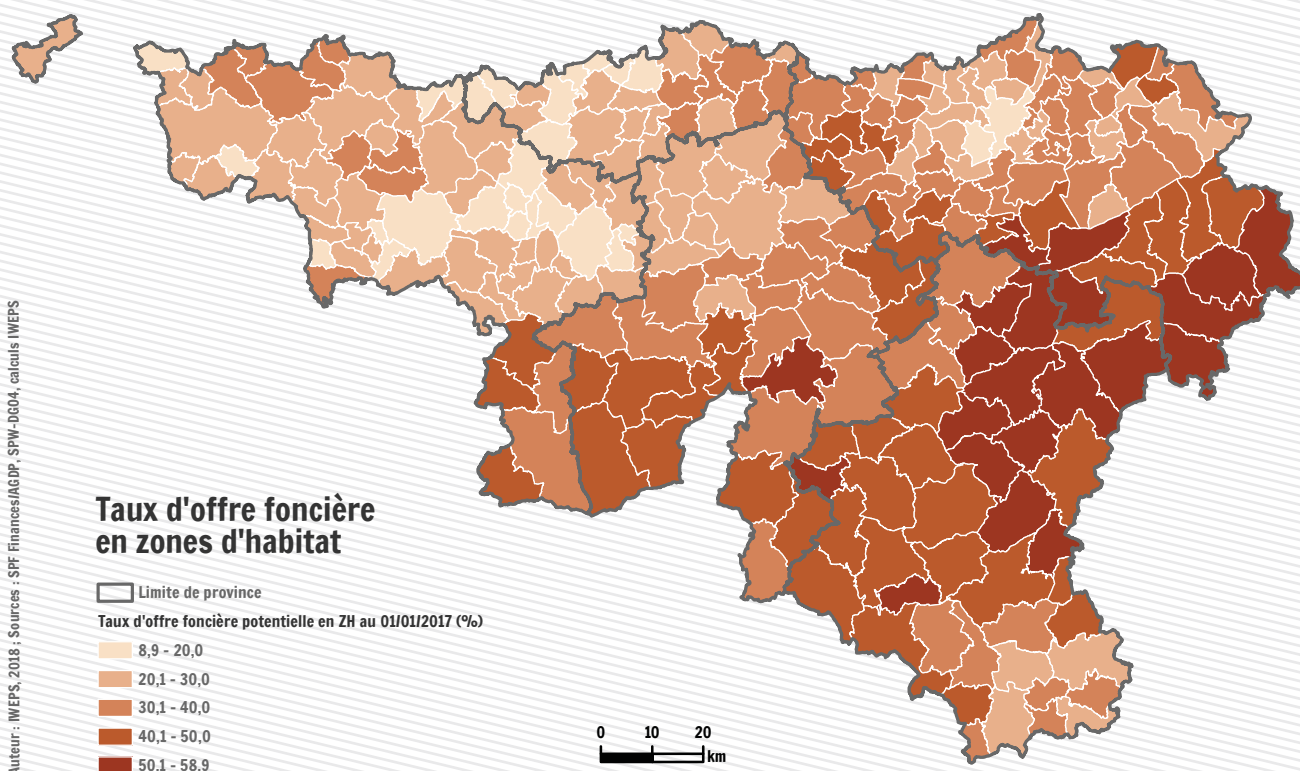 Taux d'offre foncière
en zones d'habitat
Limite de province
Taux d'offre foncière potentielle en ZH au 01/01/2017 (%)
8,9 - 20,0
20,1 - 30,0
30,1 - 40,0
40,1 - 50,0
50,1 - 58,9
0 10 20
km
Auteur : IWEPS, 2018 ; Sources : SPF Finances/AGDP, SPW-DG04, calculs IWEPS